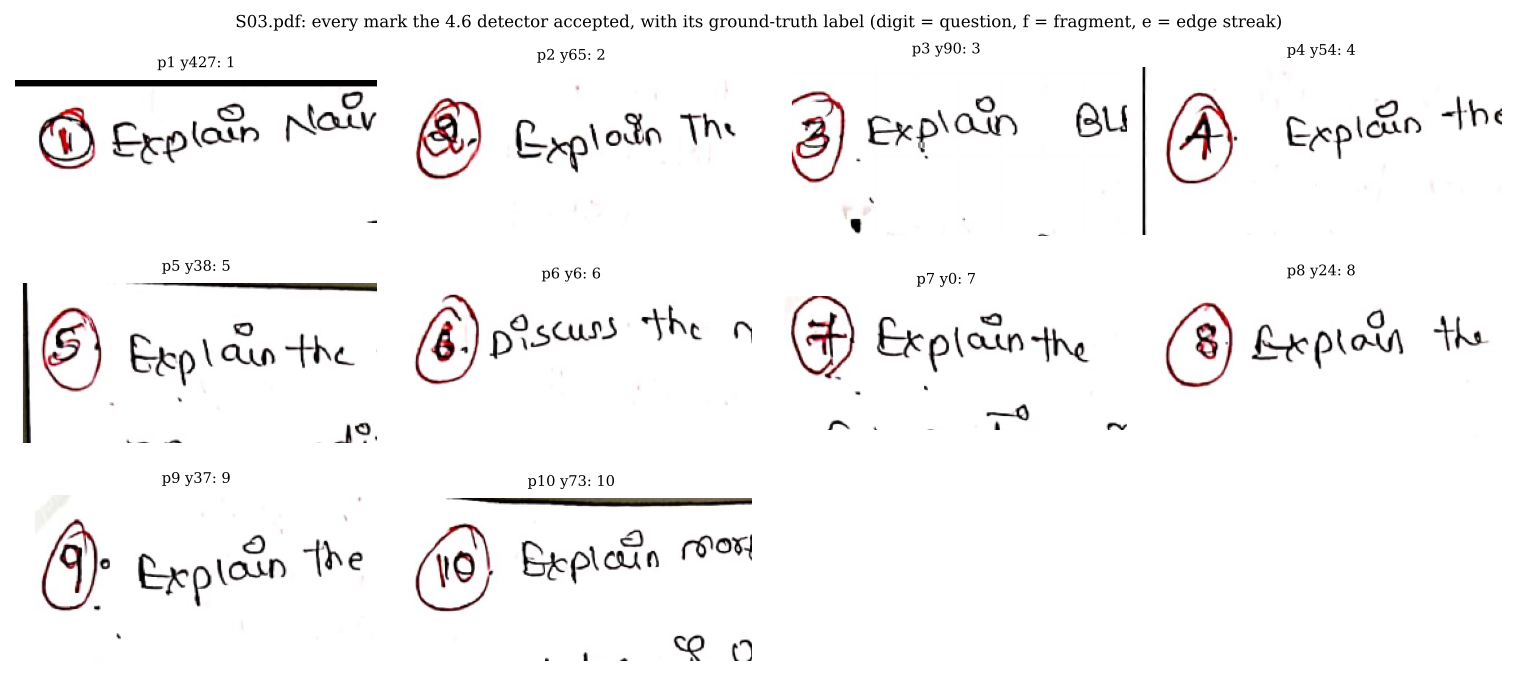 S03.pdf: every mark the 4.6 detector accepted, with its ground-truth label (digit = question, f = fragment, e = edge streak)
p1 y427: 1
p2 y65: 2
p3 y90: 3
p4 y54: 4
1 Explain Nair
2. Explain The
3 Explain BLI
4. Explain the
p5 y38: 5
p6 y6: 6
p7 y0: 7
p8 y24: 8
5 Explain the
6. Discuss the
7 Explain the
8 Explain the
p9 y37: 9
p10 y73: 10
9. Explain the
10. Explain mort